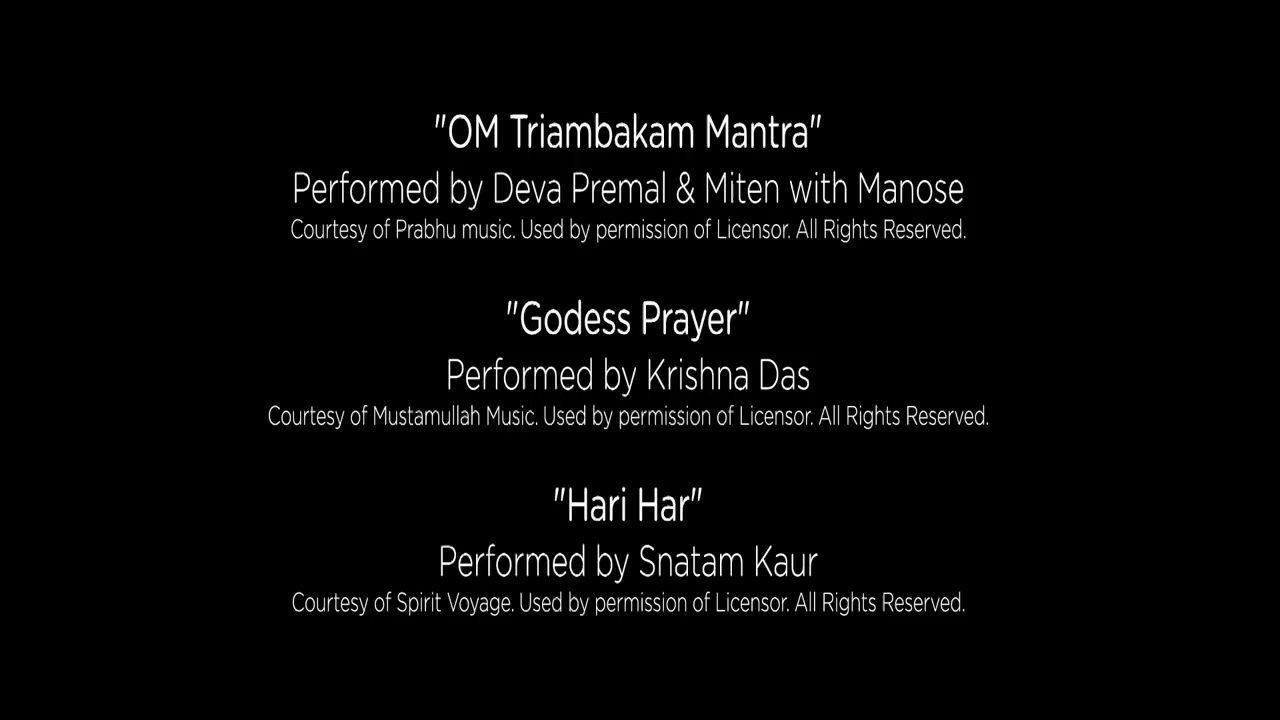 "OM Triambakam Mantra"
Performed by Deva Premal & Miten with Manose
Courtesy of Prabhu music. Used by permission of Licensor. All Rights Reserved.
"Godess Prayer"
Performed by Krishna Das
Courtesy of Mustamullah Music. Used by permission of Licensor. All Rights Reserved.
"Hari Har"
Performed by Snatam Kaur
Courtesy of Spirit Voyage. Used by permission of Licensor. All Rights Reserved.